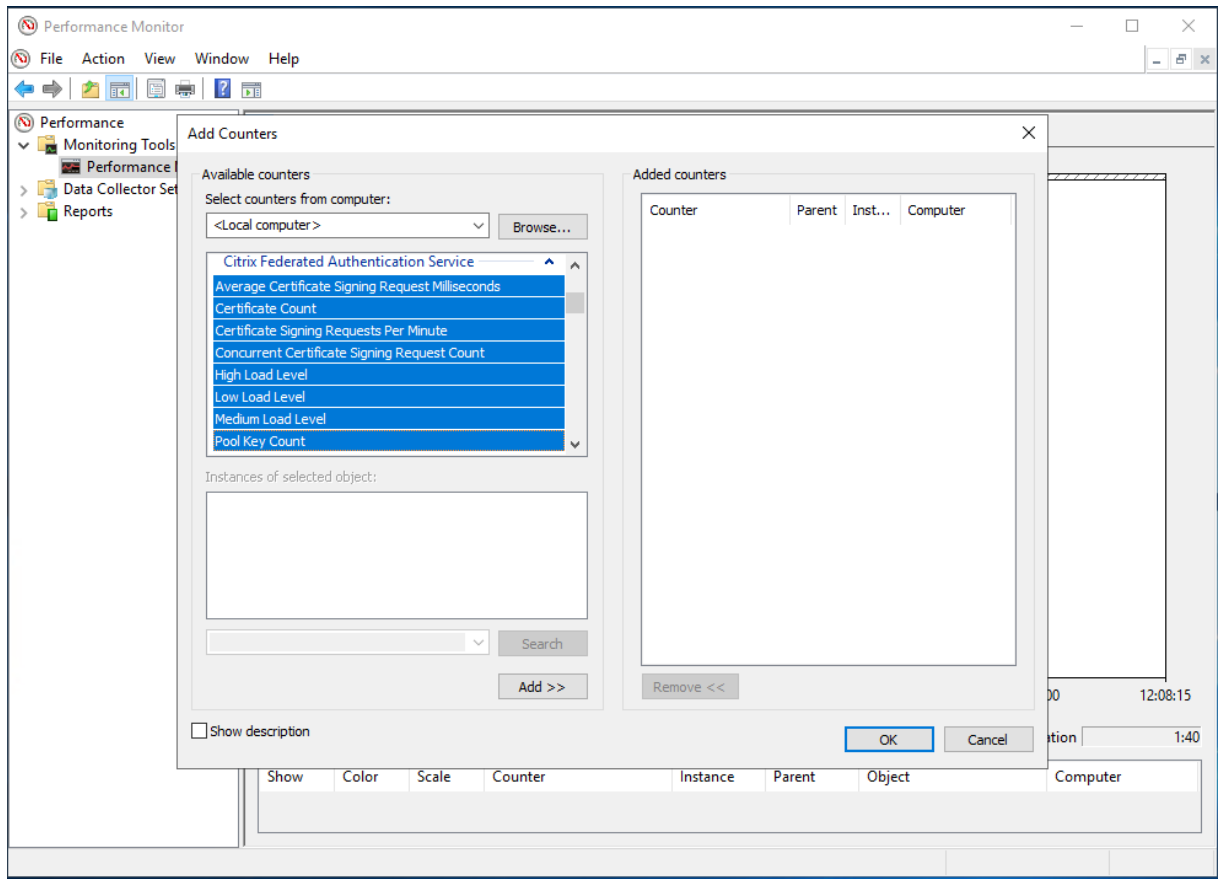 Performance Monitor
File Action View Window Help
Performance
Monitoring Tools
Performance
Data Collector Set
Reports
Add Counters
Available counters
Select counters from computer:
<Local computer>
Browse...
Citrix Federated Authentication Service
Average Certificate Signing Request Milliseconds
Certificate Count
Certificate Signing Requests Per Minute
Concurrent Certificate Signing Request Count
High Load Level
Low Load Level
Medium Load Level
Pool Key Count
Instances of selected object:
Search
Add >>
Show description
Added counters
Counter Parent Inst... Computer
Remove <<
OK Cancel
00 12:08:15
ation 1:40
Show Color Scale Counter Instance Parent Object Computer